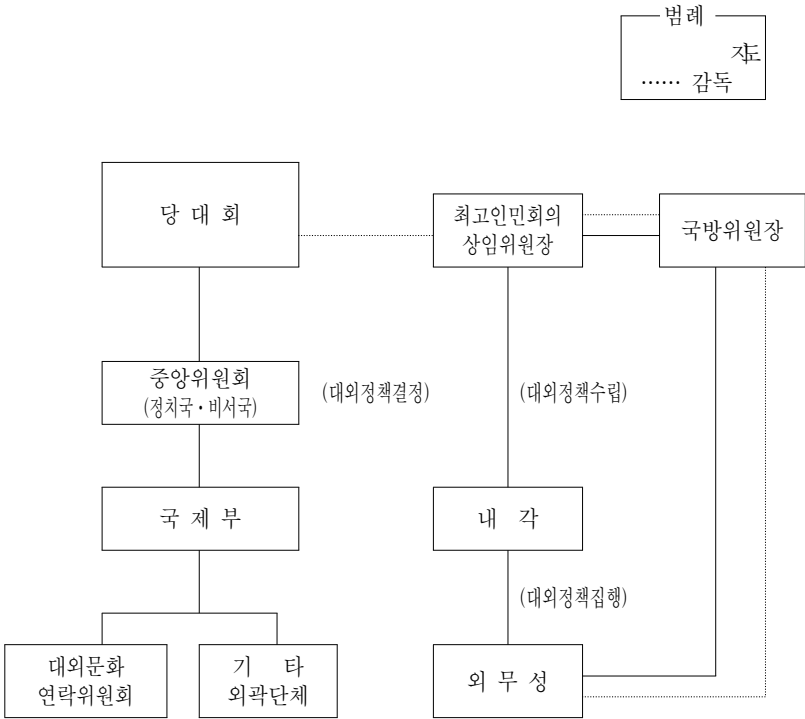 범례
지도
…… 감독
당 대 회
최고인민회의
상임위원장
국방위원장
중앙위원회
(정치국・비서국)
(대외정책결정)
(대외정책수립)
국 제 부
내 각
(대외정책집행)
대외문화
연락위원회
기 타
외곽단체
외 무 성